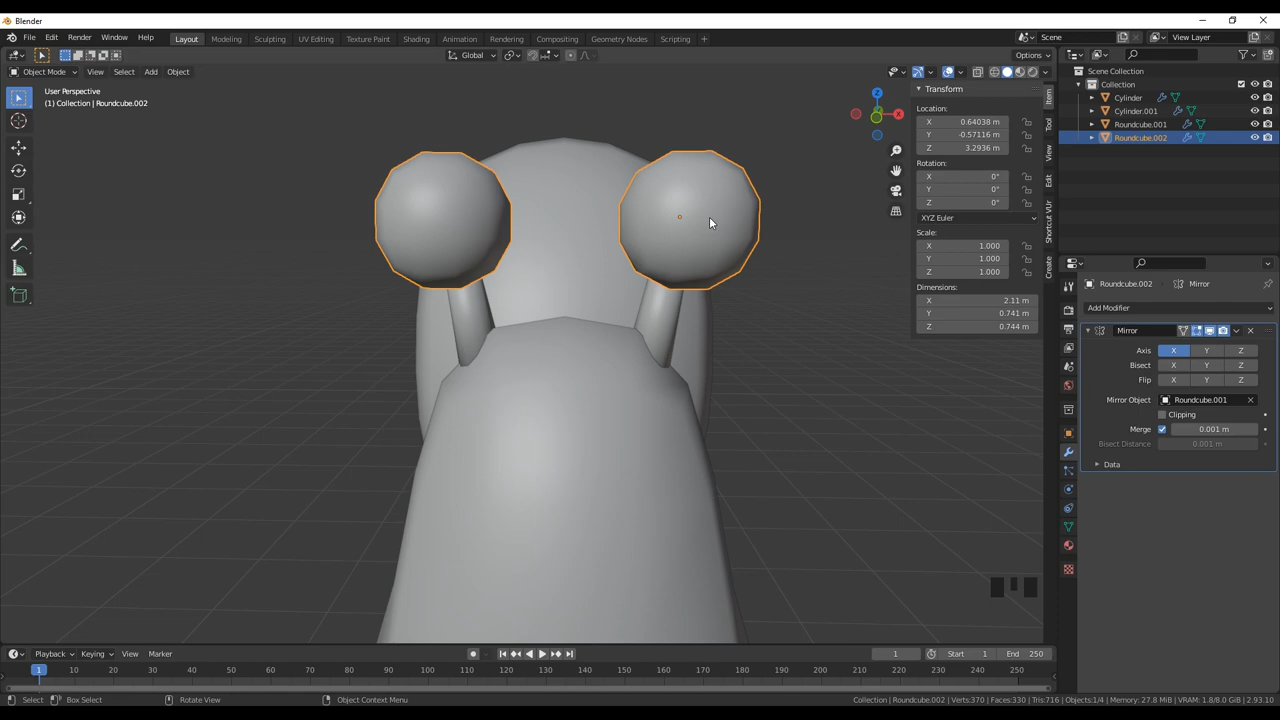 Blender
File Edit Render Window Help
Layout Modeling Sculpting UV Editing Texture Paint Shading Animation Rendering Compositing Geometry Nodes Scripting +
Scene
View Layer
Global
Options
Object Mode View Select Add Object
User Perspective
(1) Collection | Roundcube.002
Z
X
Transform
Location:
X 0.64038 m
Y -0.57116 m
Z 3.2936 m
Rotation:
X 0°
Y 0°
Z 0°
XYZ Euler
Scale:
X 1.000
Y 1.000
Z 1.000
Dimensions:
X 2.11 m
Y 0.741 m
Z 0.744 m
Item
Tool
View
Edit
Shortcut VUr
Create
Scene Collection
Collection
Cylinder
Cylinder.001
Roundcube.001
Roundcube.002
Roundcube.002 Mirror
Add Modifier
Mirror
Axis X Y Z
Bisect X Y Z
Flip X Y Z
Mirror Object Roundcube.001
Clipping
Merge 0.001 m
Bisect Distance 0.001 m
Data
Playback Keying View Marker
1 Start 1 End 250
1 10 20 30 40 50 60 70 80 90 100 110 120 130 140 150 160 170 180 190 200 210 220 230 240 250
Select Box Select Rotate View Object Context Menu
Collection | Roundcube.002 | Verts:370 | Faces:330 | Tris:716 | Objects:1/4 | Memory: 27.8 MiB | VRAM: 1.8/8.0 GiB | 2.93.10